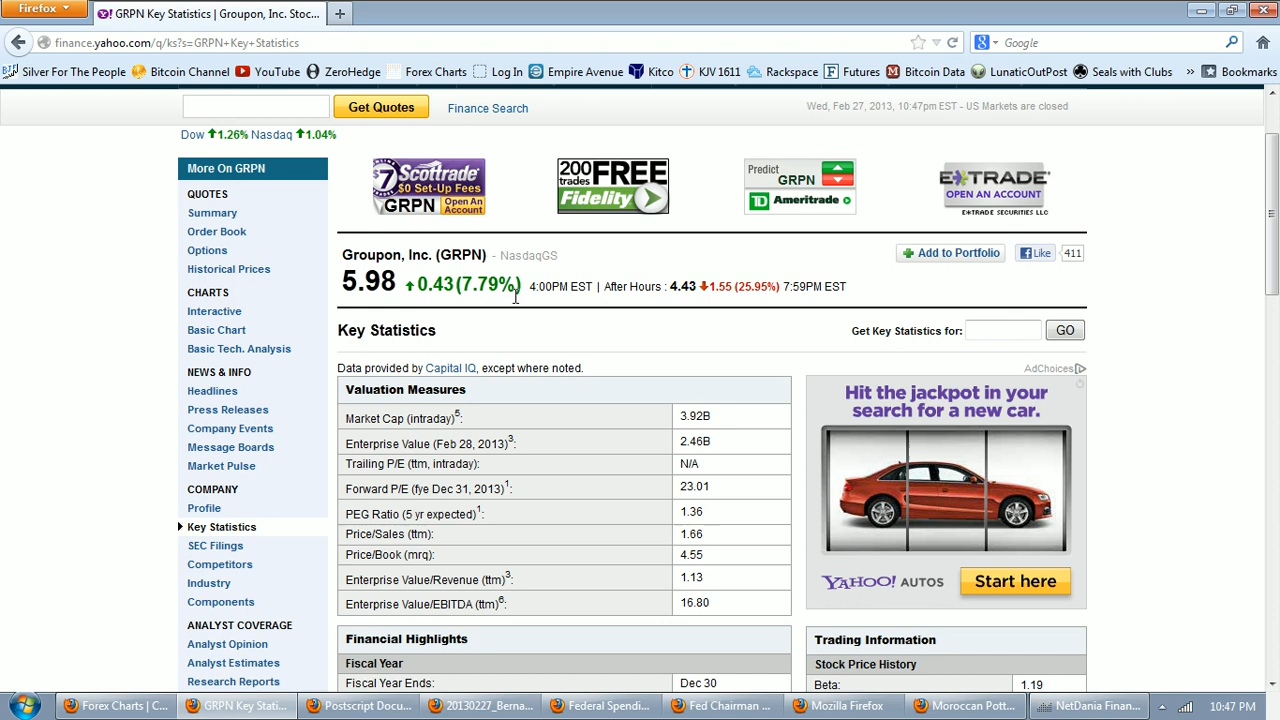 Firefox
GRPN Key Statistics | Groupon, Inc. Stoc...
finance.yahoo.com/q/ks?s=GRPN+Key+Statistics
Google
Silver For The People Bitcoin Channel YouTube ZeroHedge Forex Charts Log In Empire Avenue Kitco KJV 1611 Rackspace Futures Bitcoin Data LunaticOutPost Seals with Clubs » Bookmarks
Get Quotes Finance Search Wed, Feb 27, 2013, 10:47pm EST - US Markets are closed
Dow 1.26% Nasdaq 1.04%
More On GRPN
QUOTES
Summary
Order Book
Options
Historical Prices
CHARTS
Interactive
Basic Chart
Basic Tech. Analysis
NEWS & INFO
Headlines
Press Releases
Company Events
Message Boards
Market Pulse
COMPANY
Profile
Key Statistics
SEC Filings
Competitors
Industry
Components
ANALYST COVERAGE
Analyst Opinion
Analyst Estimates
Research Reports
ONLINE
$7 Scottrade
$0 Set-Up Fees
GRPN Open An Account
200 FREE
trades
Fidelity
Predict
GRPN
TD Ameritrade
E*TRADE
OPEN AN ACCOUNT
E*TRADE SECURITIES LLC
Groupon, Inc. (GRPN) - NasdaqGS
Add to Portfolio Like 411
5.98 0.43(7.79%) 4:00PM EST | After Hours : 4.43 1.55 (25.95%) 7:59PM EST
Key Statistics
Get Key Statistics for: GO
Data provided by Capital IQ, except where noted.
Valuation Measures
Market Cap (intraday)5: 3.92B
Enterprise Value (Feb 28, 2013)3: 2.46B
Trailing P/E (ttm, intraday): N/A
Forward P/E (fye Dec 31, 2013)1: 23.01
PEG Ratio (5 yr expected)1: 1.36
Price/Sales (ttm): 1.66
Price/Book (mrq): 4.55
Enterprise Value/Revenue (ttm)3: 1.13
Enterprise Value/EBITDA (ttm)6: 16.80
Financial Highlights
Fiscal Year
Fiscal Year Ends: Dec 30
AdChoices
Hit the jackpot in your
search for a new car.
YAHOO! AUTOS Start here
Trading Information
Stock Price History
Beta: 1.19
Forex Charts | C... GRPN Key Stati... Postscript Docu... 20130227_Berna... Federal Spendi... Fed Chairman ... Mozilla Firefox Moroccan Pott... NetDania Finan... 10:47 PM